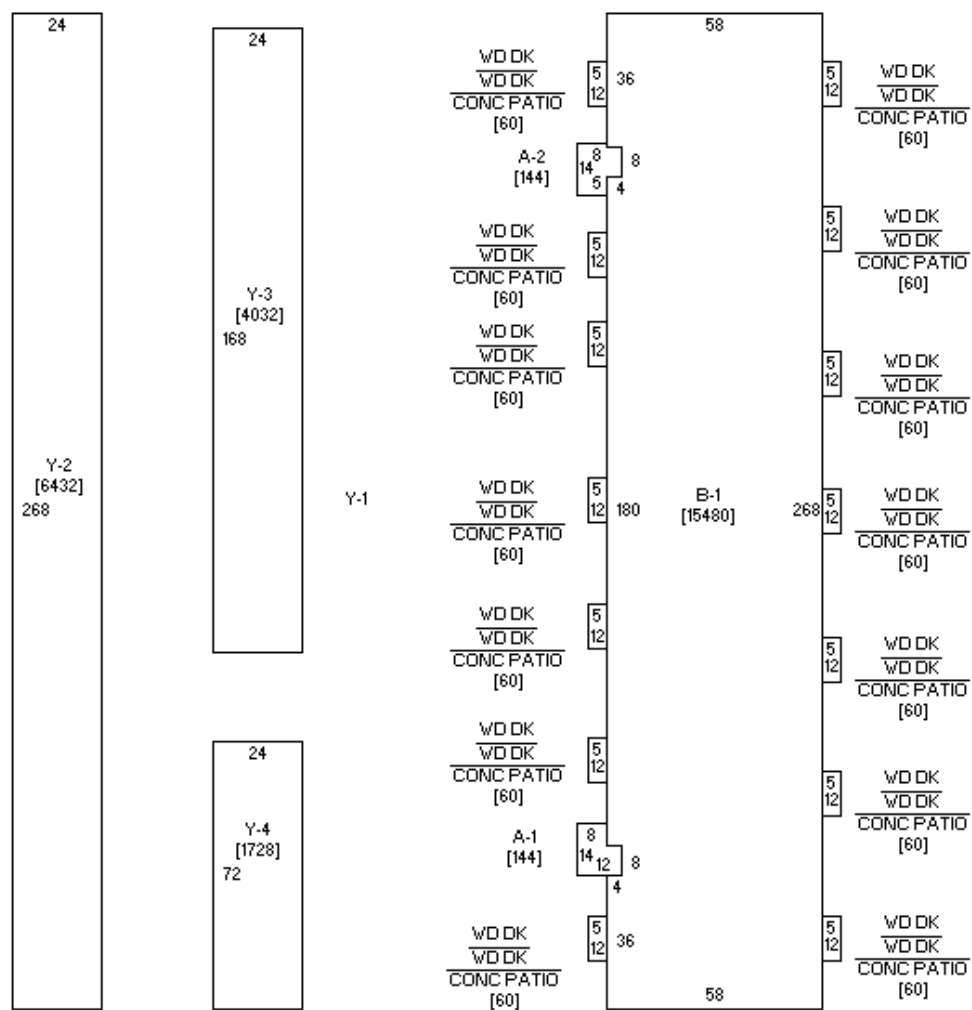 24
Y-2
[6432]
268
24
Y-3
[4032]
168
24
Y-4
[1728]
72
Y-1
WD DK
WD DK
CONC PATIO
[60]
5
12
36
A-2
[144]
8
14
5
8
4
WD DK
WD DK
CONC PATIO
[60]
5
12
WD DK
WD DK
CONC PATIO
[60]
5
12
WD DK
WD DK
CONC PATIO
[60]
5
12
180
WD DK
WD DK
CONC PATIO
[60]
5
12
WD DK
WD DK
CONC PATIO
[60]
5
12
A-1
[144]
8
14
12
8
4
WD DK
WD DK
CONC PATIO
[60]
5
12
36
58
B-1
[15480]
268
58
5
12
WD DK
WD DK
CONC PATIO
[60]
5
12
WD DK
WD DK
CONC PATIO
[60]
5
12
WD DK
WD DK
CONC PATIO
[60]
5
12
WD DK
WD DK
CONC PATIO
[60]
5
12
WD DK
WD DK
CONC PATIO
[60]
5
12
WD DK
WD DK
CONC PATIO
[60]
5
12
WD DK
WD DK
CONC PATIO
[60]